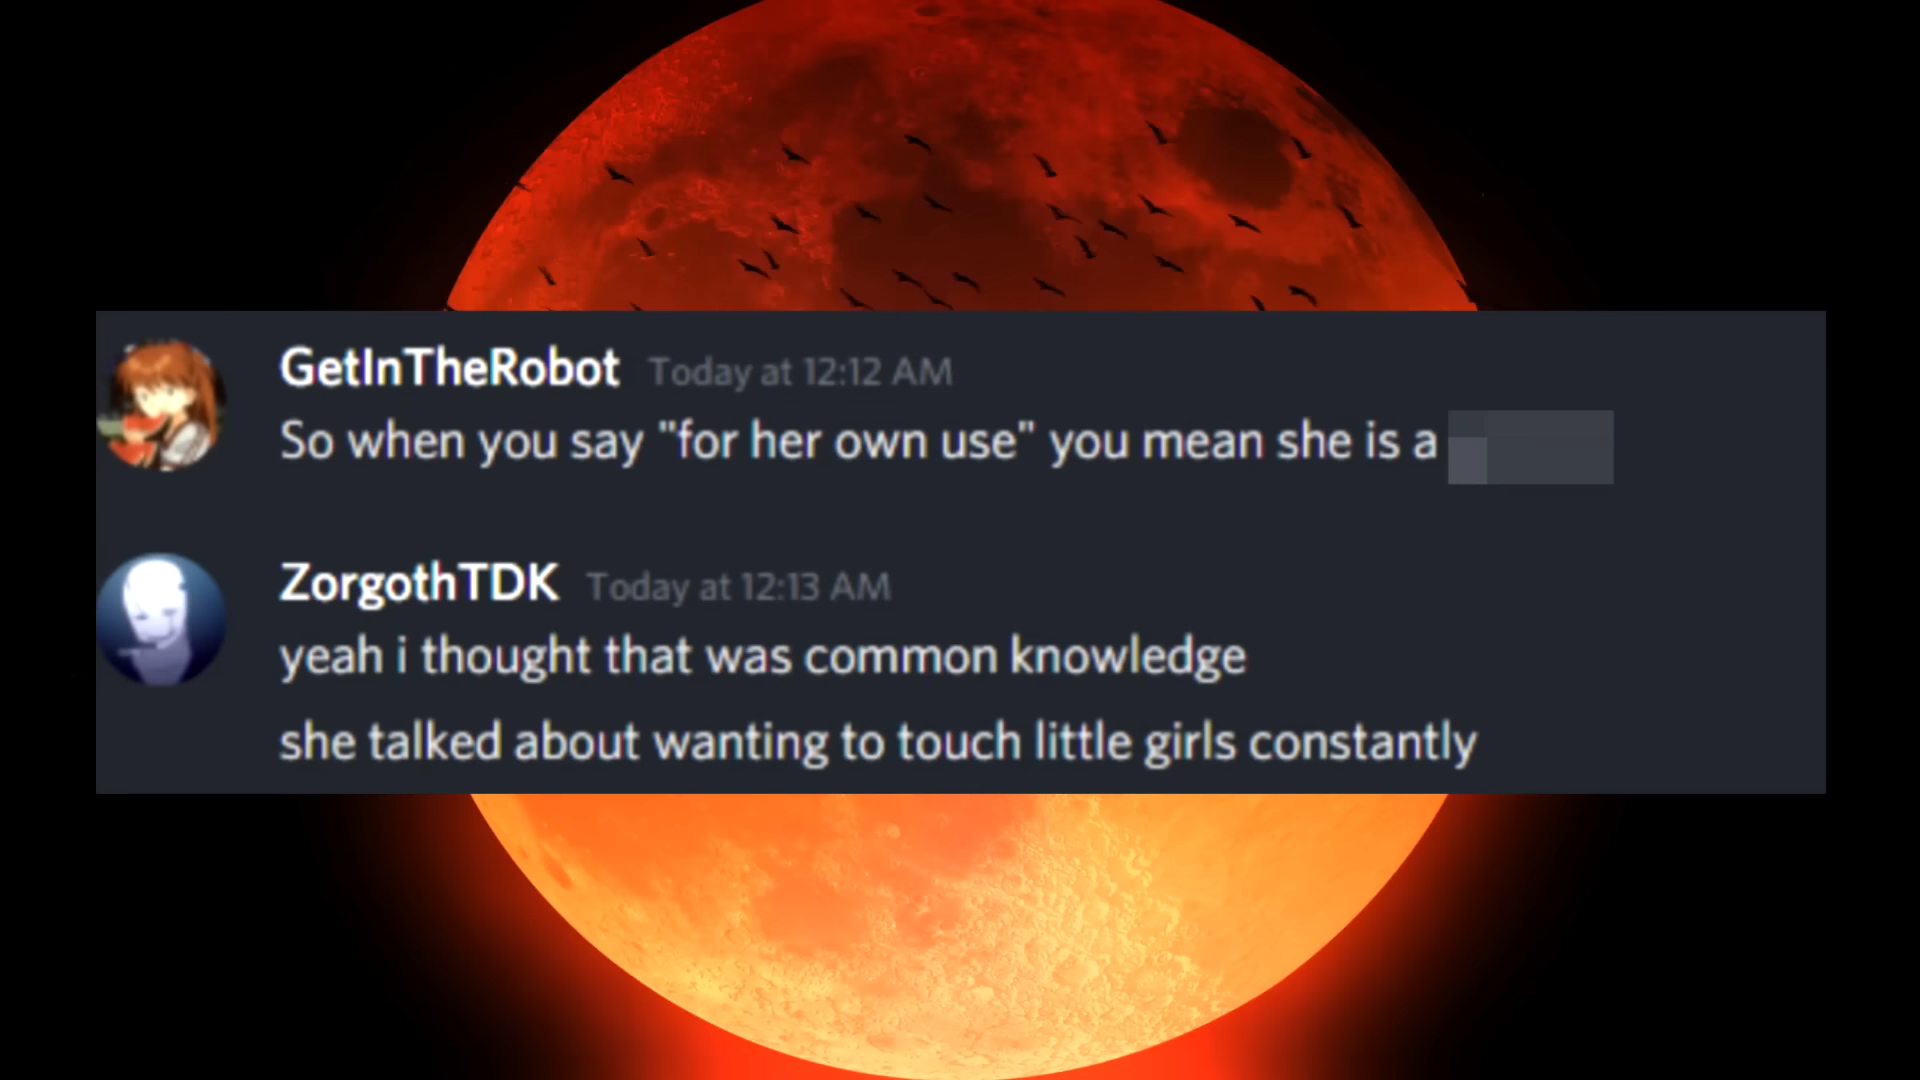 GetInTheRobot Today at 12:12 AM
So when you say "for her own use" you mean she is a
ZorgothTDK Today at 12:13 AM
yeah i thought that was common knowledge
she talked about wanting to touch little girls constantly